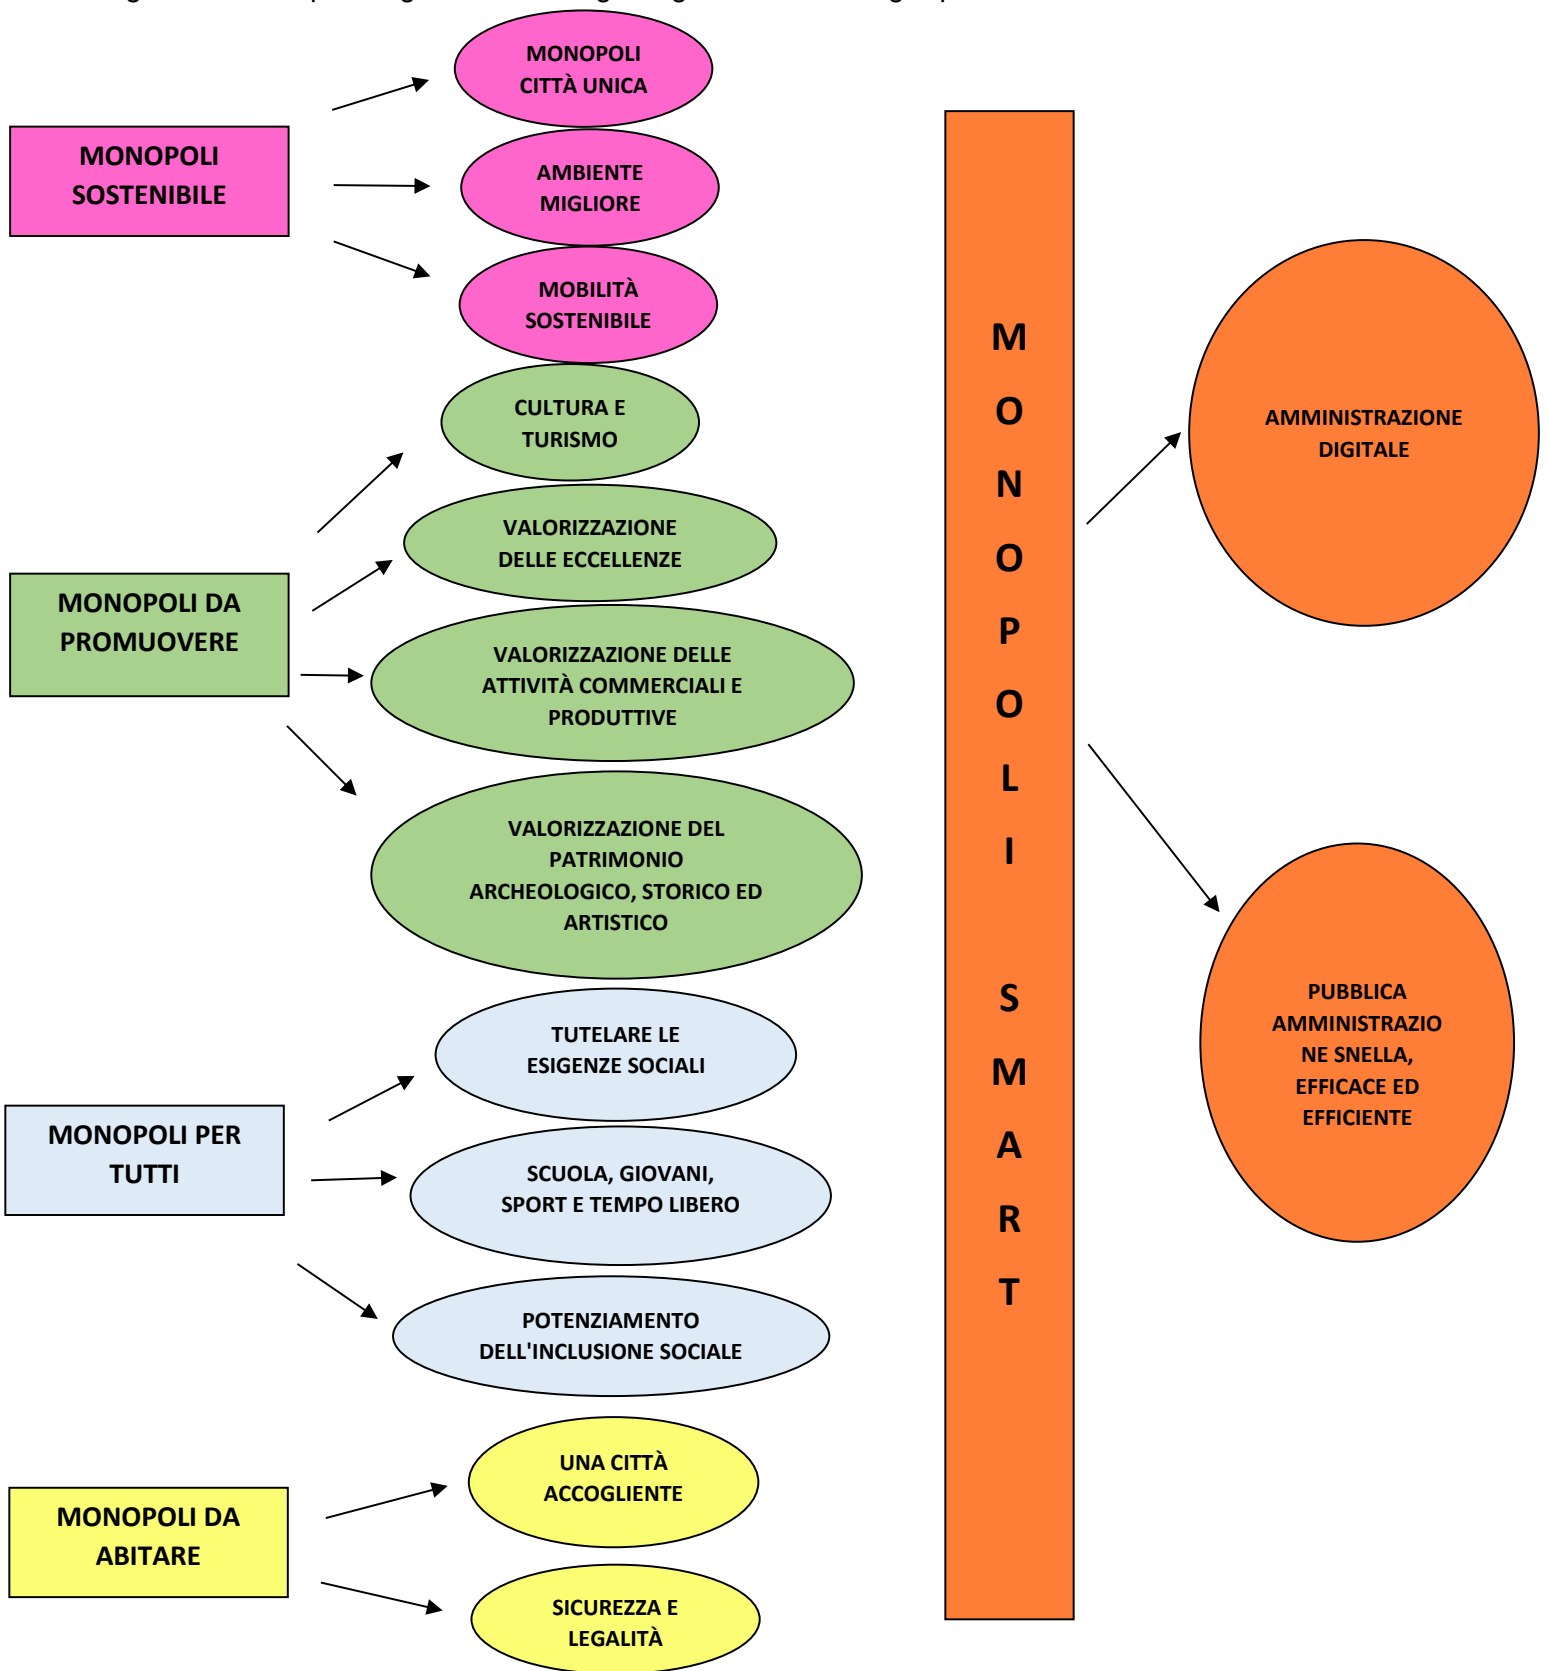 MONOPOLI
CITTÀ UNICA
MONOPOLI
SOSTENIBILE
AMBIENTE
MIGLIORE
MOBILITÀ
SOSTENIBILE
CULTURA E
TURISMO
VALORIZZAZIONE
DELLE ECCELLENZE
MONOPOLI DA
PROMUOVERE
VALORIZZAZIONE DELLE
ATTIVITÀ COMMERCIALI E
PRODUTTIVE
VALORIZZAZIONE DEL
PATRIMONIO
ARCHEOLOGICO, STORICO ED
ARTISTICO
TUTELARE LE
ESIGENZE SOCIALI
MONOPOLI PER
TUTTI
SCUOLA, GIOVANI,
SPORT E TEMPO LIBERO
POTENZIAMENTO
DELL'INCLUSIONE SOCIALE
UNA CITTÀ
ACCOGLIENTE
MONOPOLI DA
ABITARE
SICUREZZA E
LEGALITÀ
M
O
N
O
P
O
L
I
S
M
A
R
T
AMMINISTRAZIONE
DIGITALE
PUBBLICA
AMMINISTRAZIO
NE SNELLA,
EFFICACE ED
EFFICIENTE